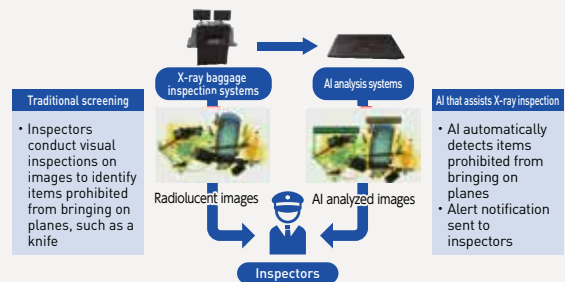 X-ray baggage
inspection systems
AI analysis systems
Traditional screening
• Inspectors
conduct visual
inspections on
images to identify
items prohibited
from bringing on
planes, such as a
knife
Radiolucent images
AI analyzed images
AI that assists X-ray inspection
• AI automatically
detects items
prohibited from
bringing on
planes
• Alert notification
sent to
inspectors
Inspectors